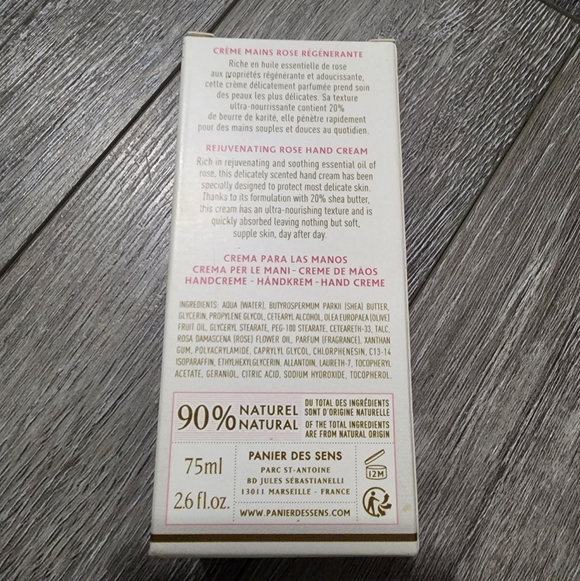 CRÈME MAINS ROSE RÉGÉNERANTE
Riche en huile essentielle de rose
aux propriétés régénérante et adoucissante,
cette crème délicatement parfumée prend soin
des peaux les plus délicates. Sa texture
ultra-nourrissante contient 20%
de beurre de karité, elle pénètre rapidement
pour des mains souples et douces au quotidien.
REJUVENATING ROSE HAND CREAM
Rich in rejuvenating and soothing essential oil of
rose, this delicately scented hand cream has been
specially designed to protect most delicate skin.
Thanks to its formulation with 20% shea butter,
this cream has an ultra-nourishing texture and is
quickly absorbed leaving nothing but soft,
supple skin, day after day.
CREMA PARA LAS MANOS
CREMA PER LE MANI - CREME DE MÃOS
HANDCREME - HÅNDKREM - HAND CREME
INGREDIENTS: AQUA (WATER), BUTYROSPERMUM PARKII (SHEA) BUTTER,
GLYCERIN, PROPYLENE GLYCOL, CETEARYL ALCOHOL, OLEA EUROPAEA (OLIVE)
FRUIT OIL, GLYCERYL STEARATE, PEG-100 STEARATE, CETEARETH-33, TALC,
ROSA DAMASCENA (ROSE) FLOWER OIL, PARFUM (FRAGRANCE), XANTHAN
GUM, POLYACRYLAMIDE, CAPRYLYL GLYCOL, CHLORPHENESIN, C13-14
ISOPARAFFIN, ETHYLHEXYLGLYCERIN, ALLANTOIN, LAURETH-7, TOCOPHERYL
ACETATE, GERANIOL, CITRIC ACID, SODIUM HYDROXIDE, TOCOPHEROL.
90% NATUREL NATURAL
DU TOTAL DES INGRÉDIENTS
SONT D'ORIGINE NATURELLE
OF THE TOTAL INGREDIENTS
ARE FROM NATURAL ORIGIN
75ml
2.6 fl.oz.
PANIER DES SENS
PARC ST-ANTOINE
BD JULES SÉBASTIANELLI
13011 MARSEILLE - FRANCE
WWW.PANIERDESSENS.COM
12M